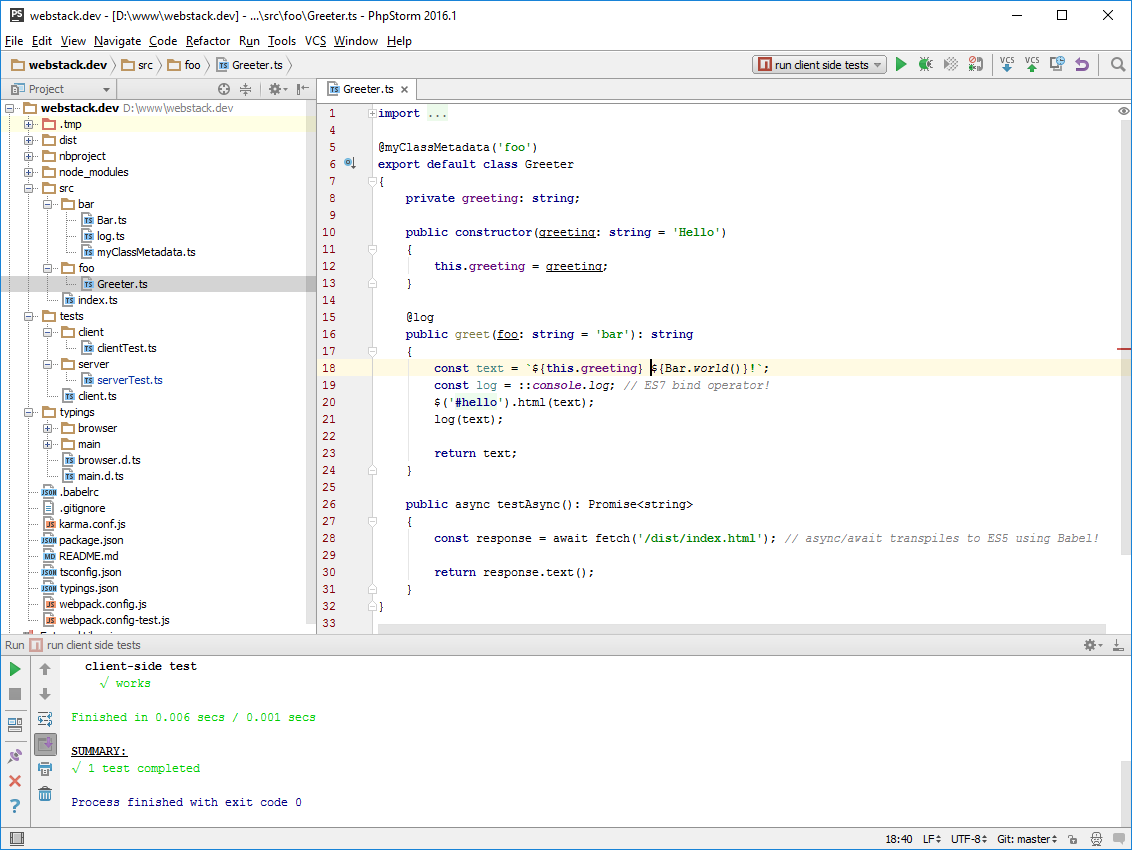 webstack.dev - [D:\www\webstack.dev] - ...\src\foo\Greeter.ts - PhpStorm 2016.1
File Edit View Navigate Code Refactor Run Tools VCS Window Help
webstack.dev src foo Greeter.ts run client side tests VCS VCS
Project
Greeter.ts
webstack.dev D:\www\webstack.dev
.tmp
dist
nbproject
node_modules
src
bar
Bar.ts
log.ts
myClassMetadata.ts
foo
Greeter.ts
index.ts
tests
client
clientTest.ts
server
serverTest.ts
client.ts
typings
browser
main
browser.d.ts
main.d.ts
.babelrc
.gitignore
karma.conf.js
package.json
README.md
tsconfig.json
typings.json
webpack.config.js
webpack.config-test.js
1 import ...
4
5 @myClassMetadata('foo')
6 export default class Greeter
7 {
8 private greeting: string;
9
10 public constructor(greeting: string = 'Hello')
11 {
12 this.greeting = greeting;
13 }
14
15 @log
16 public greet(foo: string = 'bar'): string
17 {
18 const text = `${this.greeting} ${Bar.world()}!`;
19 const log = ::console.log; // ES7 bind operator!
20 $('#hello').html(text);
21 log(text);
22
23 return text;
24 }
25
26 public async testAsync(): Promise<string>
27 {
28 const response = await fetch('/dist/index.html'); // async/await transpiles to ES5 using Babel!
29
30 return response.text();
31 }
32 }
33
Run run client side tests
client-side test
√ works
Finished in 0.006 secs / 0.001 secs
SUMMARY:
√ 1 test completed
Process finished with exit code 0
18:40 LF UTF-8 Git: master